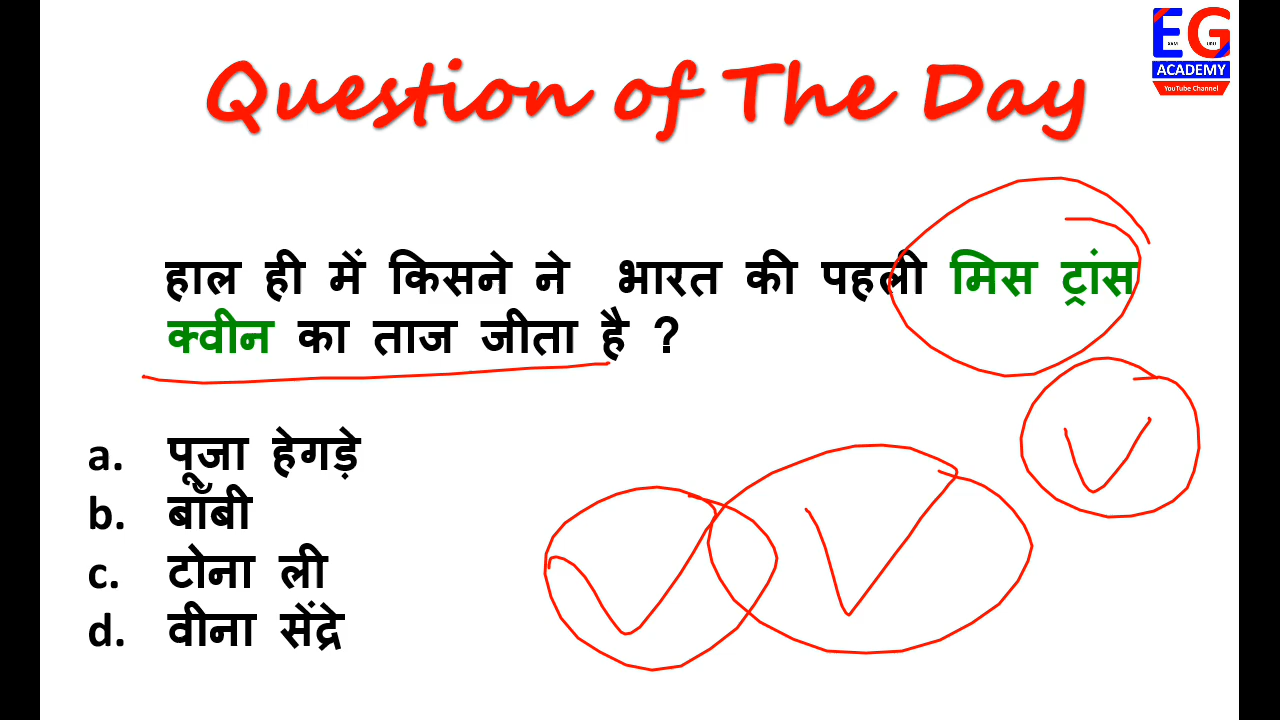 EG
ACADEMY
YouTube Channel
Question of The Day
हाल ही में किसने ने भारत की पहली मिस ट्रांस
क्वीन का ताज जीता है ?
a. पूजा हेगड़े
b. बॉबी
c. टोना ली
d. वीना सेंद्रे